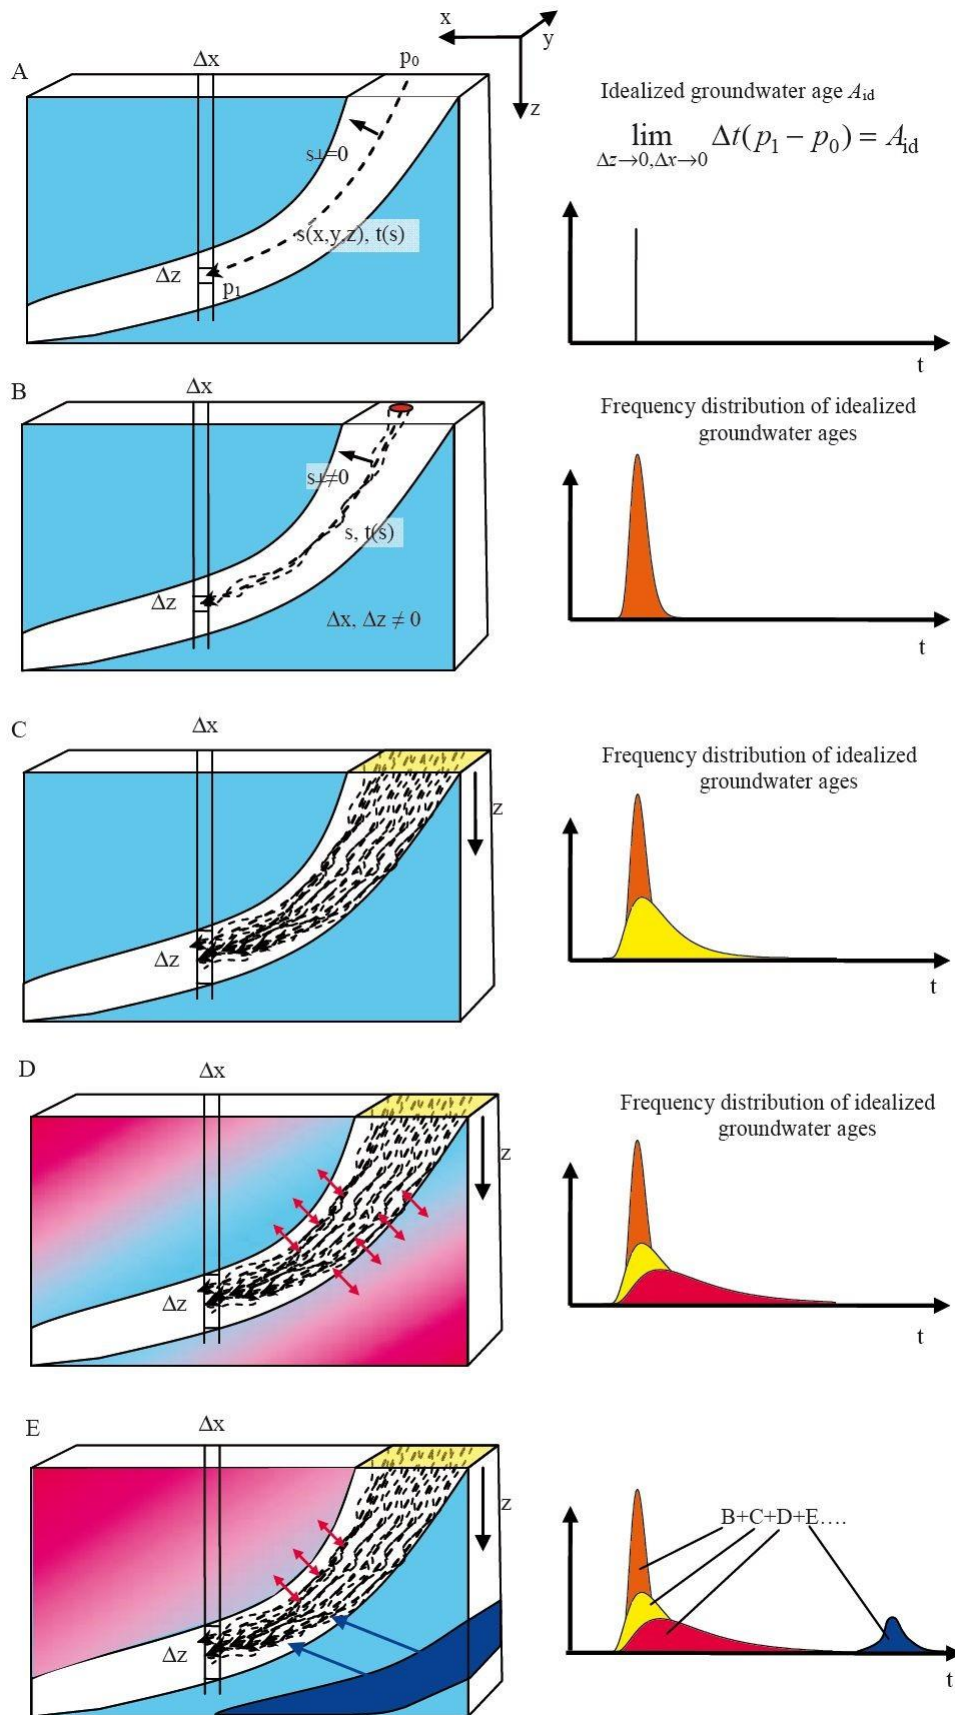 x
y
z
A
Δx
p0
s⊥=0
s(x,y,z), t(s)
Δz
p1
Idealized groundwater age Aid
lim Δt(p1 − p0) = Aid
Δz→0,Δx→0
t
B
Δx
s⊥≠0
s, t(s)
Δz
Δx, Δz ≠ 0
Frequency distribution of idealized
groundwater ages
t
C
Δx
z
Δz
Frequency distribution of idealized
groundwater ages
t
D
Δx
z
Δz
Frequency distribution of idealized
groundwater ages
t
E
Δx
z
Δz
B+C+D+E....
t